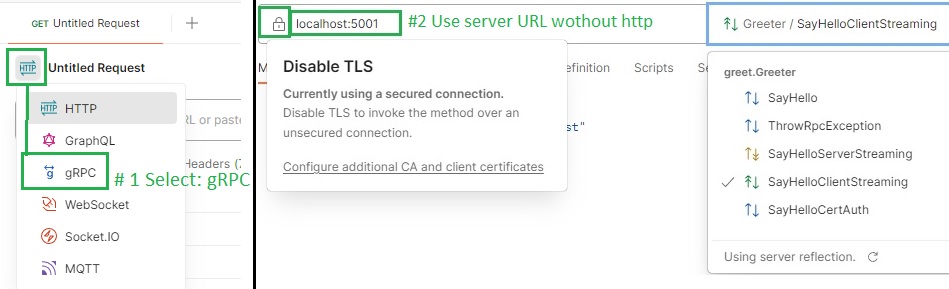 GET Untitled Request
HTTP Untitled Request
HTTP HTTP
GraphQL
RL or paste
Headers (7
gRPC
# 1 Select: gRPC
WebSocket
Socket.IO
MQTT
localhost:5001
#2 Use server URL wothout http
Greeter / SayHelloClientStreaming
M
efinition
Scripts
Se
Disable TLS
Currently using a secured connection.
Disable TLS to invoke the method over an
unsecured connection.
st"
Configure additional CA and client certificates
greet.Greeter
SayHello
ThrowRpcException
SayHelloServerStreaming
SayHelloClientStreaming
SayHelloCertAuth
Using server reflection.